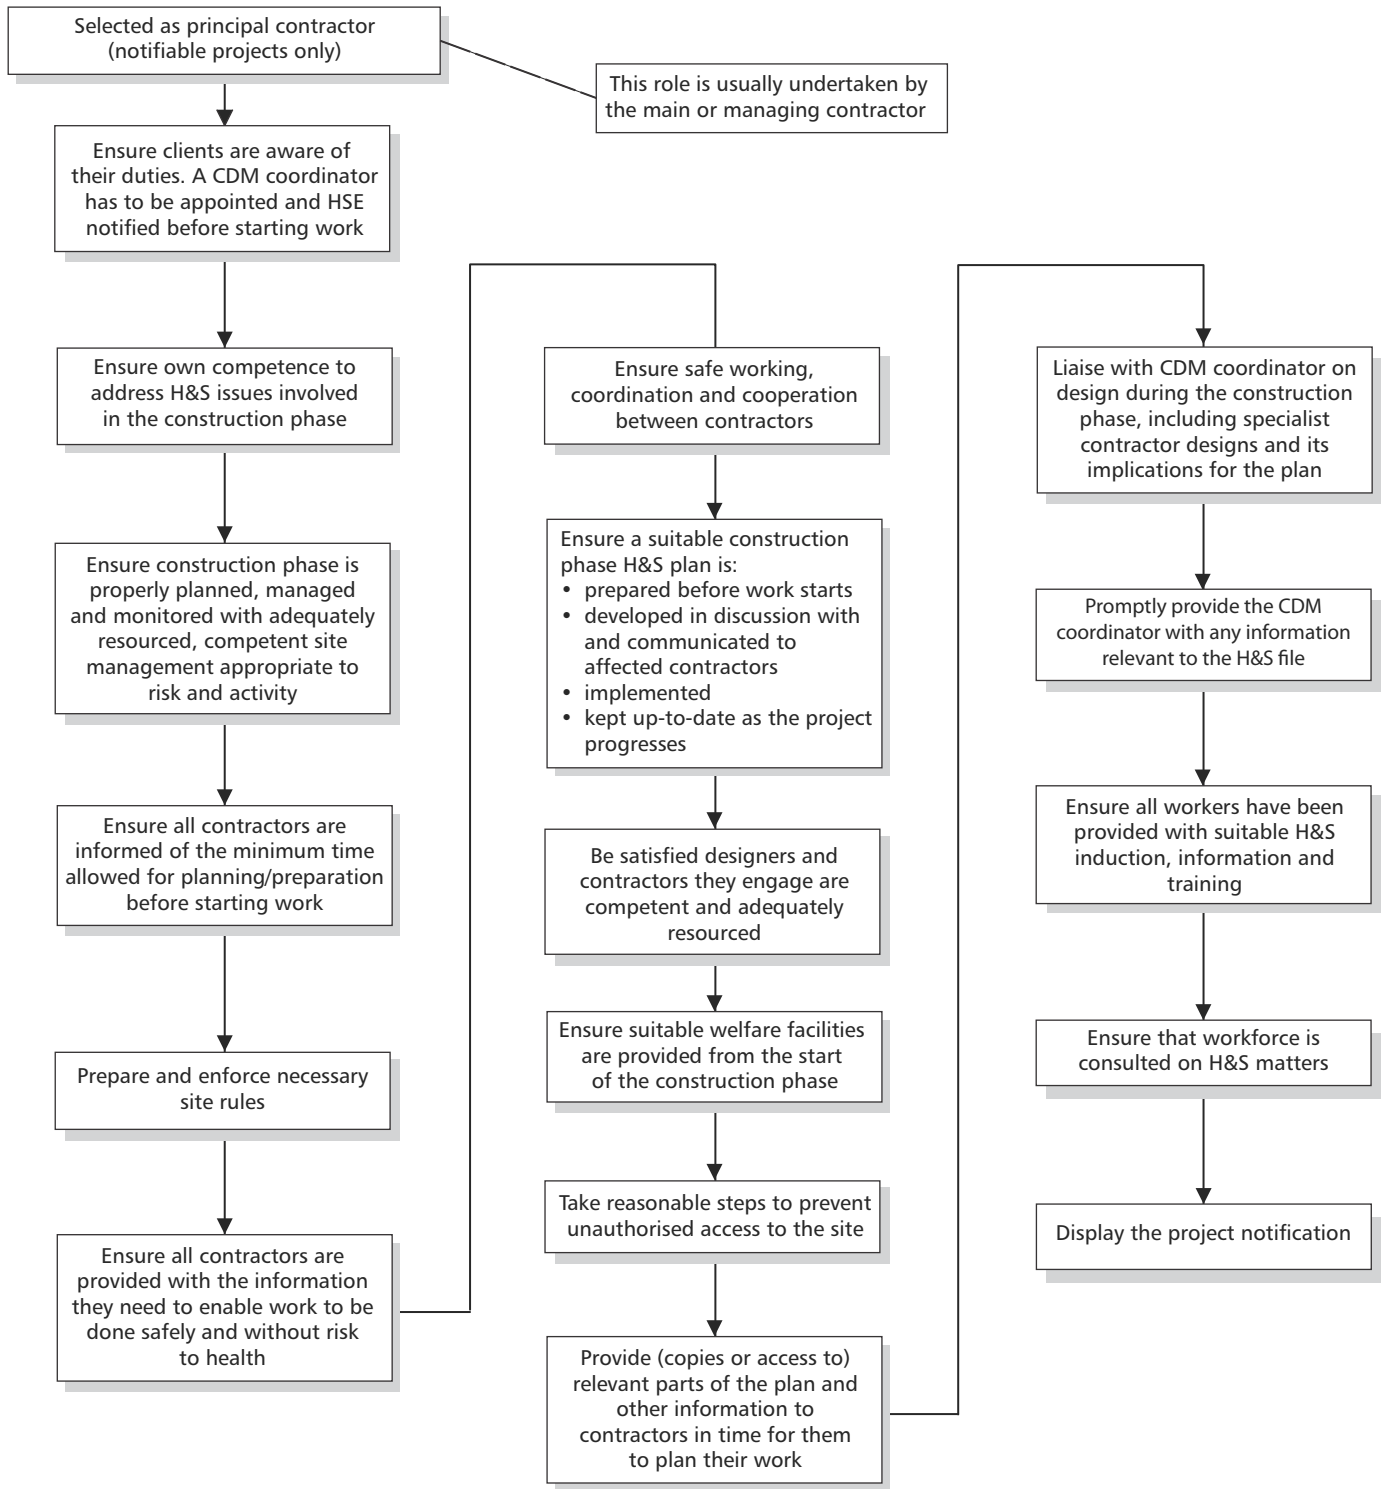 Selected as principal contractor
(notifiable projects only)
This role is usually undertaken by
the main or managing contractor
Ensure clients are aware of
their duties. A CDM coordinator
has to be appointed and HSE
notified before starting work
Ensure own competence to
address H&S issues involved
in the construction phase
Ensure construction phase is
properly planned, managed
and monitored with adequately
resourced, competent site
management appropriate to
risk and activity
Ensure all contractors are
informed of the minimum time
allowed for planning/preparation
before starting work
Prepare and enforce necessary
site rules
Ensure all contractors are
provided with the information
they need to enable work to be
done safely and without risk
to health
Ensure safe working,
coordination and cooperation
between contractors
Ensure a suitable construction
phase H&S plan is:
• prepared before work starts
• developed in discussion with
and communicated to
affected contractors
• implemented
• kept up-to-date as the project
progresses
Be satisfied designers and
contractors they engage are
competent and adequately
resourced
Ensure suitable welfare facilities
are provided from the start
of the construction phase
Take reasonable steps to prevent
unauthorised access to the site
Provide (copies or access to)
relevant parts of the plan and
other information to
contractors in time for them
to plan their work
Liaise with CDM coordinator on
design during the construction
phase, including specialist
contractor designs and its
implications for the plan
Promptly provide the CDM
coordinator with any information
relevant to the H&S file
Ensure all workers have been
provided with suitable H&S
induction, information and
training
Ensure that workforce is
consulted on H&S matters
Display the project notification